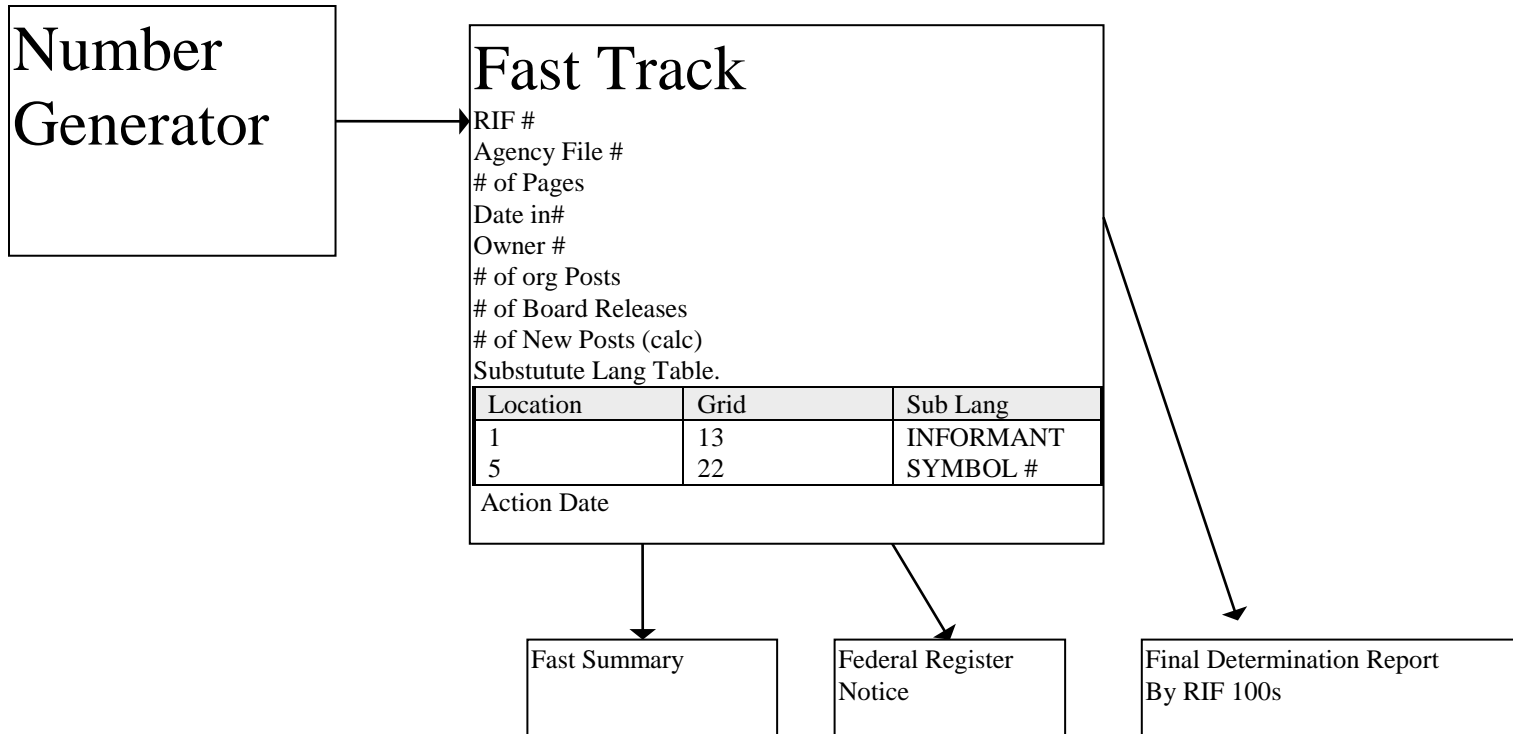 Number
Generator
Fast Track
RIF #
Agency File #
# of Pages
Date in#
Owner #
# of org Posts
# of Board Releases
# of New Posts (calc)
Substutute Lang Table.
Location Grid Sub Lang
1 13 INFORMANT
5 22 SYMBOL #
Action Date
Fast Summary
Federal Register
Notice
Final Determination Report
By RIF 100s